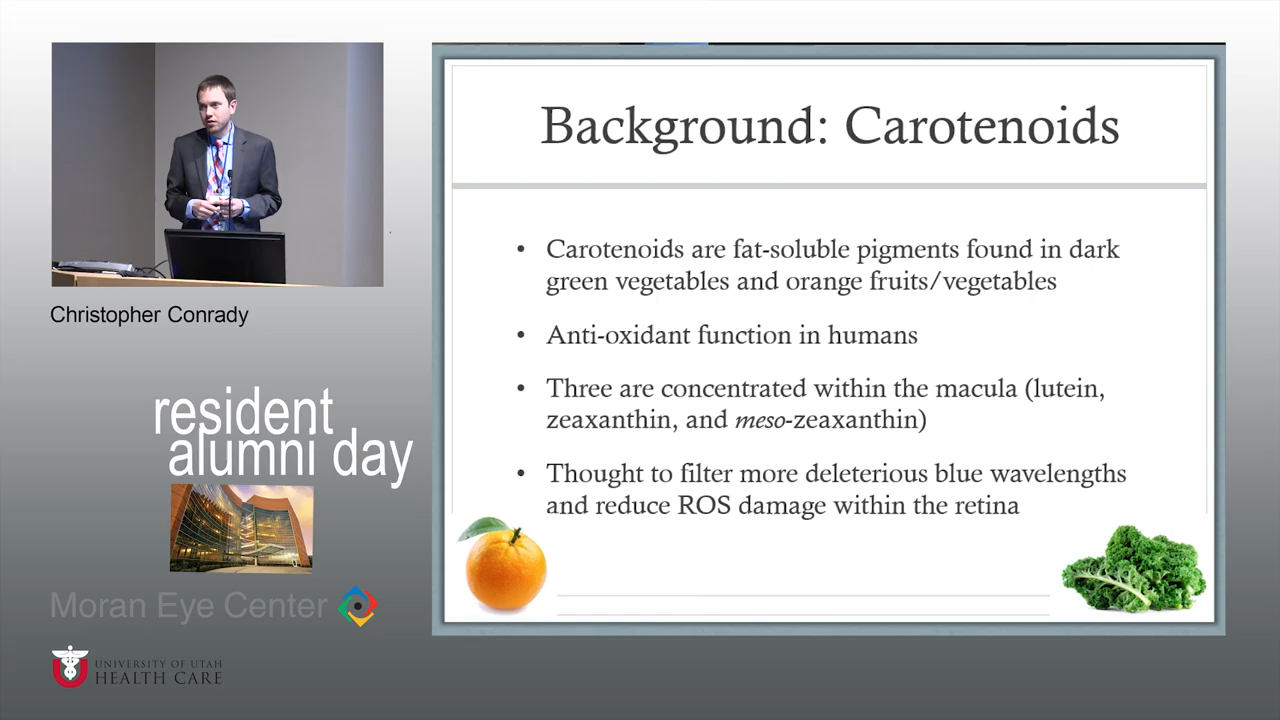 Background: Carotenoids
• Carotenoids are fat-soluble pigments found in dark
green vegetables and orange fruits/vegetables
• Anti-oxidant function in humans
• Three are concentrated within the macula (lutein,
zeaxanthin, and meso-zeaxanthin)
• Thought to filter more deleterious blue wavelengths
and reduce ROS damage within the retina
Christopher Conrady
resident
alumni day
Moran Eye Center
UNIVERSITY OF UTAH
HEALTH CARE